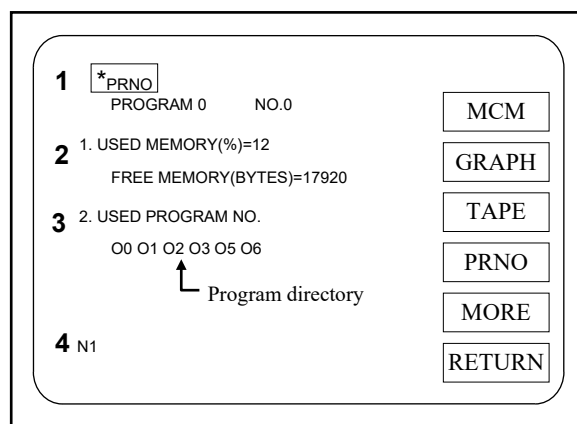 1 *PRNO
PROGRAM 0 NO.0
2 1. USED MEMORY(%)=12
FREE MEMORY(BYTES)=17920
3 2. USED PROGRAM NO.
O0 O1 O2 O3 O5 O6
Program directory
4 N1
MCM
GRAPH
TAPE
PRNO
MORE
RETURN